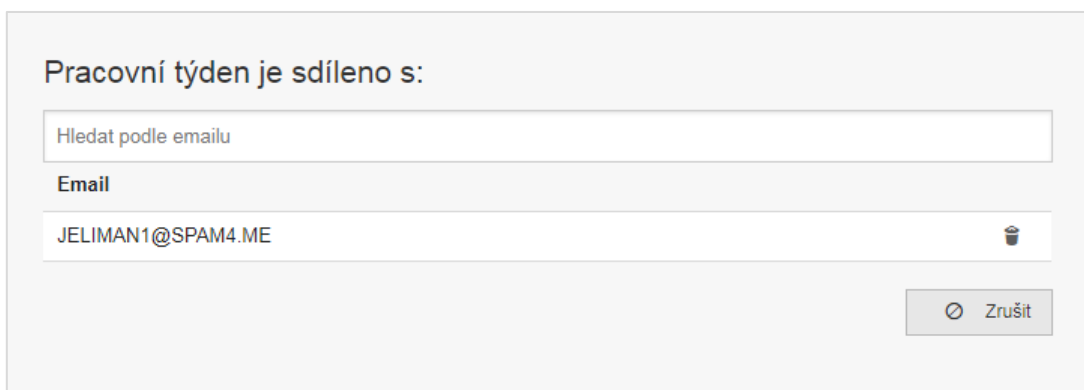 Pracovní týden je sdíleno s:
Hledat podle emailu
Email
JELIMAN1@SPAM4.ME
Zrušit